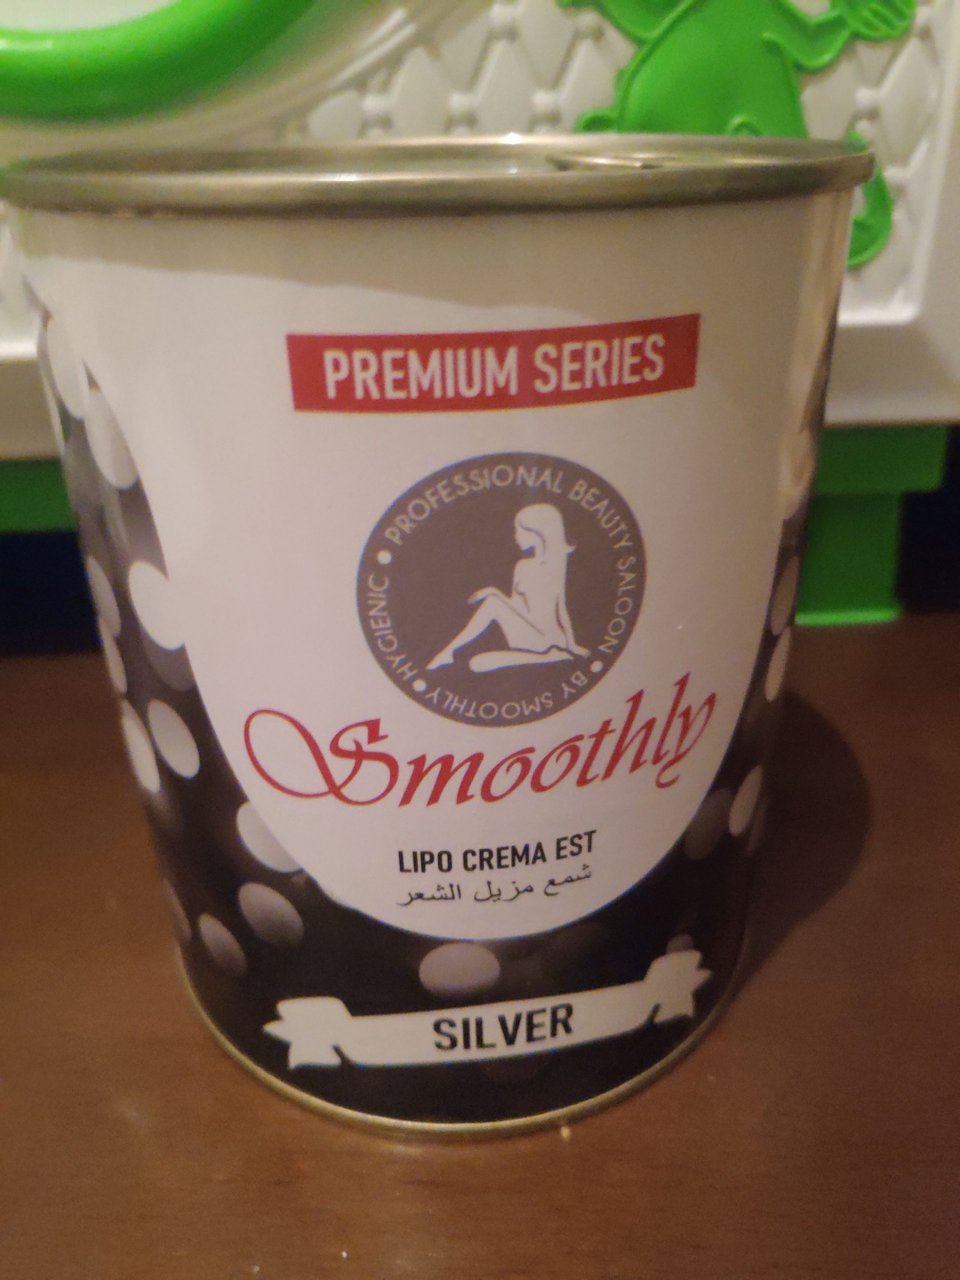 PREMIUM SERIES
HYGIENIC • PROFESSIONAL BEAUTY SALOON • BY SMOOTHLY •
Smoothly
LIPO CREMA EST
شمع مزيل الشعر
SILVER